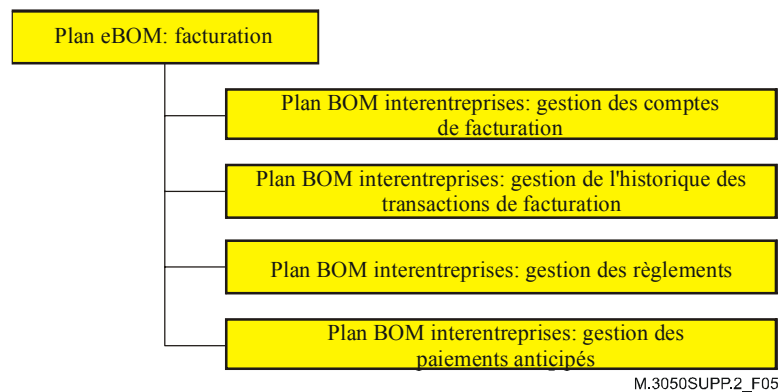 Plan eBOM: facturation
Plan BOM interentreprises: gestion des comptes
de facturation
Plan BOM interentreprises: gestion de l'historique des
transactions de facturation
Plan BOM interentreprises: gestion des règlements
Plan BOM interentreprises: gestion des
paiements anticipés
M.3050SUPP.2_F05